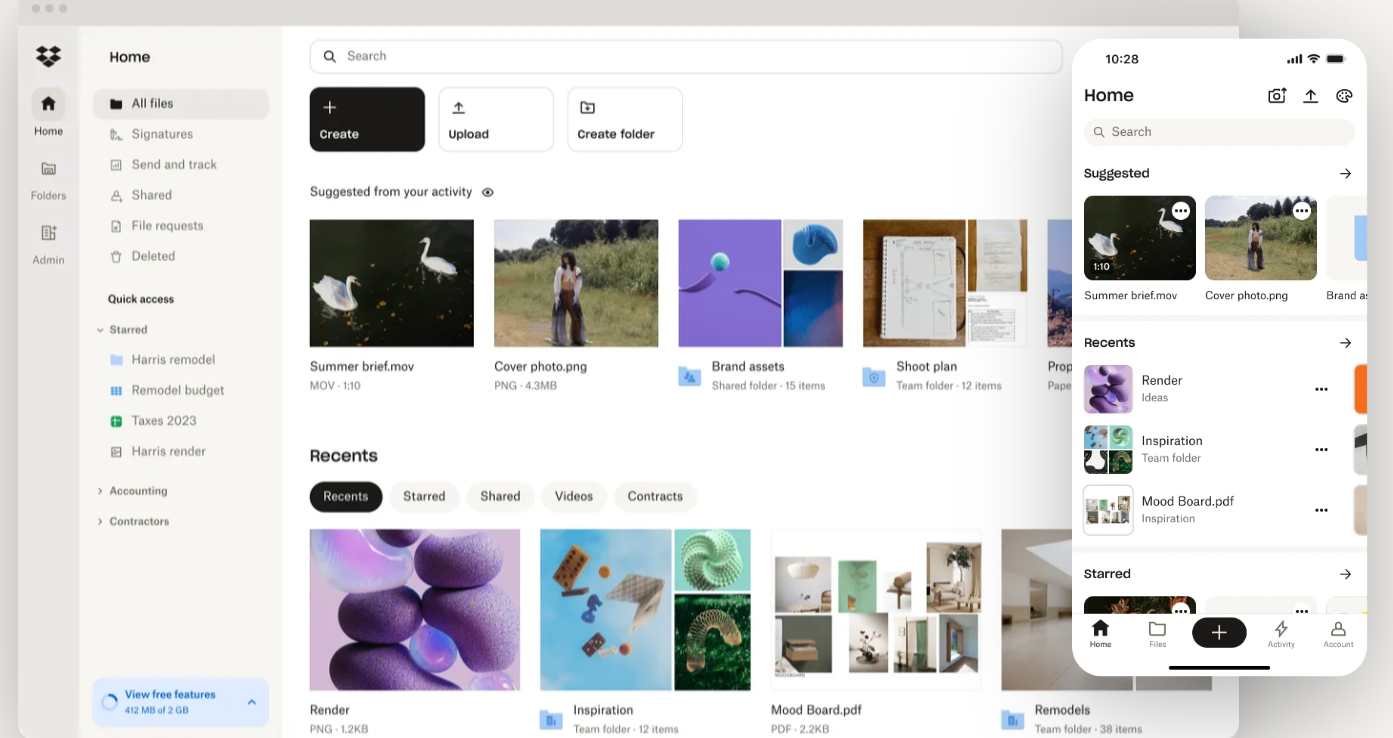 Home
Folders
Admin
Home
All files
Signatures
Send and track
Shared
File requests
Deleted
Quick access
Starred
Harris remodel
Remodel budget
Taxes 2023
Harris render
Accounting
Contractors
View free features
412 MB of 2 GB
Search
Create
Upload
Create folder
Suggested from your activity
Summer brief.mov
MOV · 1:10
Cover photo.png
PNG · 4.3MB
Brand assets
Shared folder · 15 items
Shoot plan
Team folder · 12 items
Prop
Pape
Recents
Recents
Starred
Shared
Videos
Contracts
Render
PNG · 1.2KB
Inspiration
Team folder · 12 items
MOODBOARD
Mood Board.pdf
PDF · 2.2KB
Remodels
Team folder · 38 items
10:28
Home
Search
Suggested
1:10
Summer brief.mov
Cover photo.png
Brand as
Recents
Render
Ideas
Inspiration
Team folder
Mood Board.pdf
Inspiration
Starred
Home
Files
Activity
Account